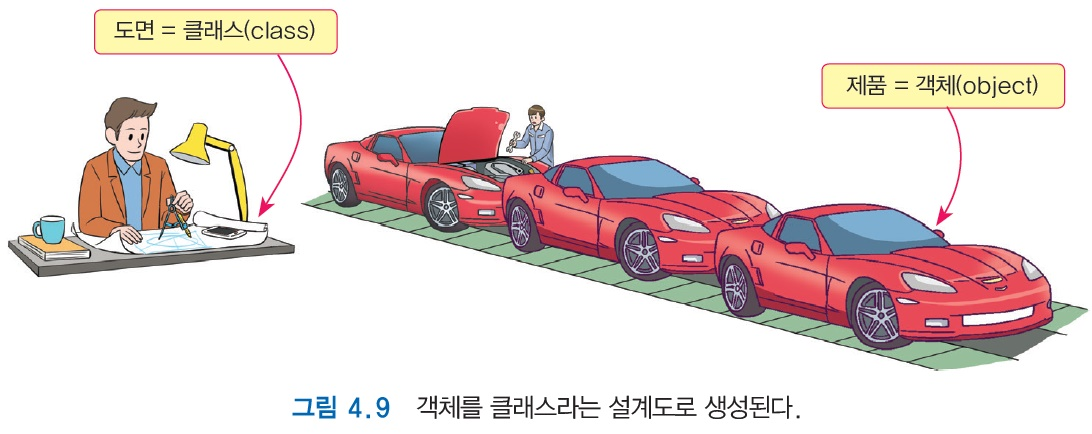 도면 = 클래스(class)
제품 = 객체(object)
그림 4.9 객체를 클래스라는 설계도로 생성된다.